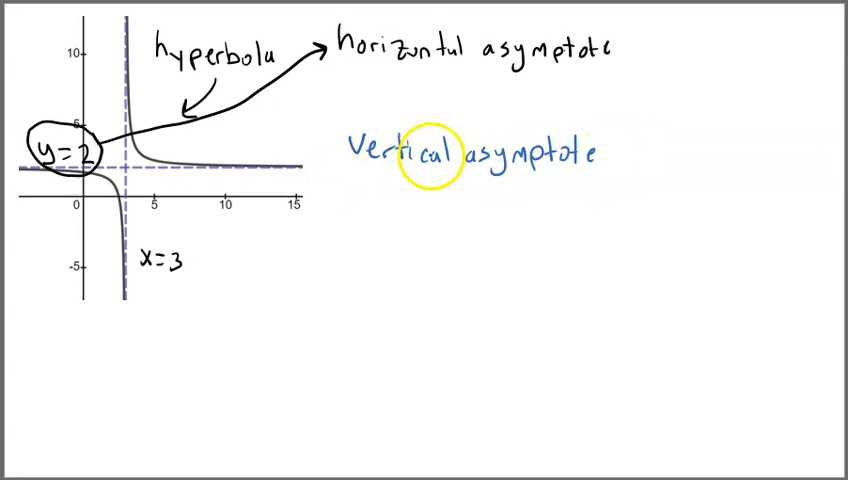 10
hyperbola
horizontal asymptote
5
y=2
vertical asymptote
0 5 10 15
x=3
-5